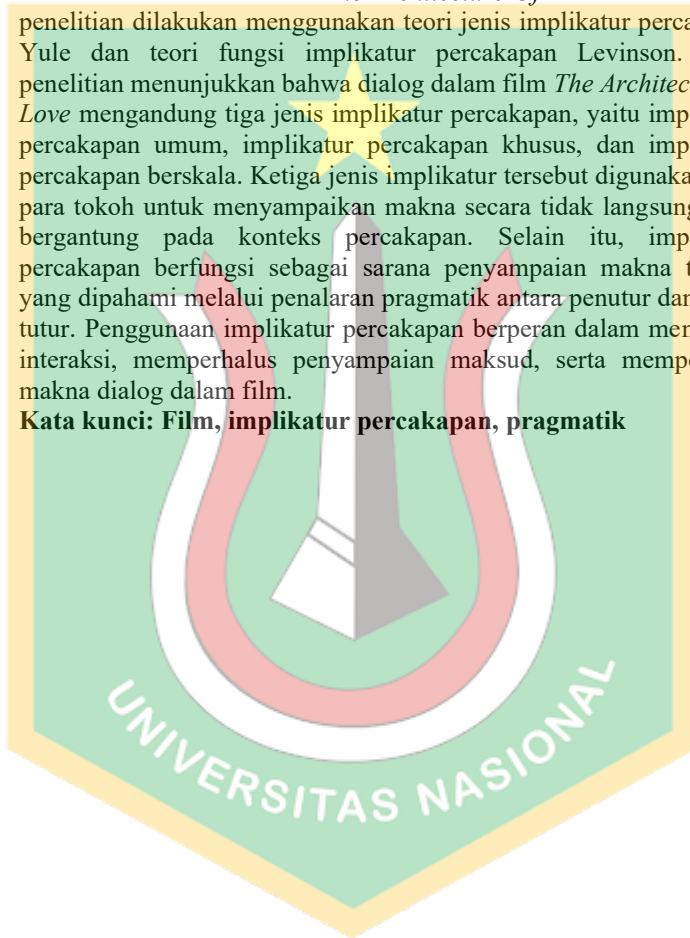 penelitian dilakukan menggunakan teori jenis implikatur perca
Yule dan teori fungsi implikatur percakapan Levinson.
penelitian menunjukkan bahwa dialog dalam film The Architec
Love mengandung tiga jenis implikatur percakapan, yaitu imp
percakapan umum, implikatur percakapan khusus, dan imp
percakapan berskala. Ketiga jenis implikatur tersebut digunaka
para tokoh untuk menyampaikan makna secara tidak langsung
bergantung pada konteks percakapan. Selain itu, imp
percakapan berfungsi sebagai sarana penyampaian makna t
yang dipahami melalui penalaran pragmatik antara penutur dan
tutur. Penggunaan implikatur percakapan berperan dalam men
interaksi, memperhalus penyampaian maksud, serta mempe
makna dialog dalam film.
Kata kunci: Film, implikatur percakapan, pragmatik
UNIVERSITAS NASIONAL